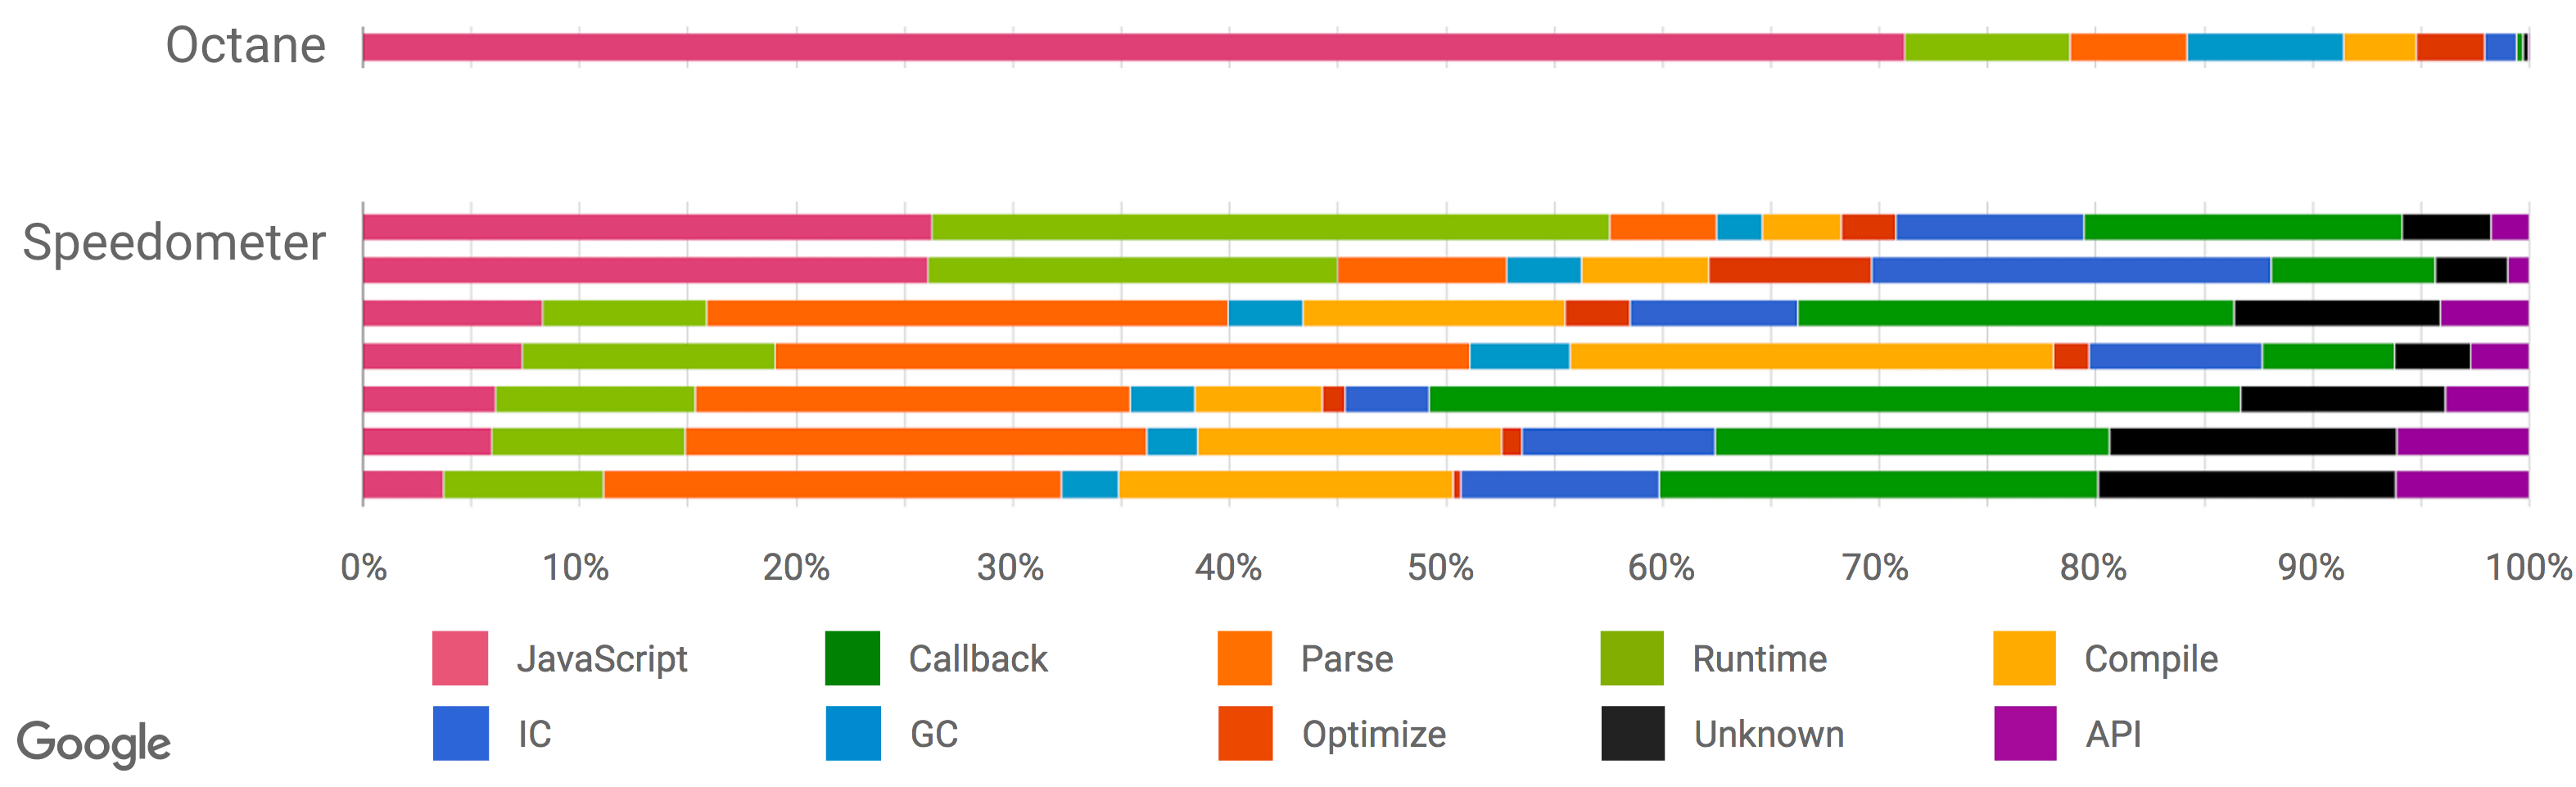 Octane
Speedometer
0% 10% 20% 30% 40% 50% 60% 70% 80% 90% 100%
JavaScript Callback Parse Runtime Compile
IC GC Optimize Unknown API
Google